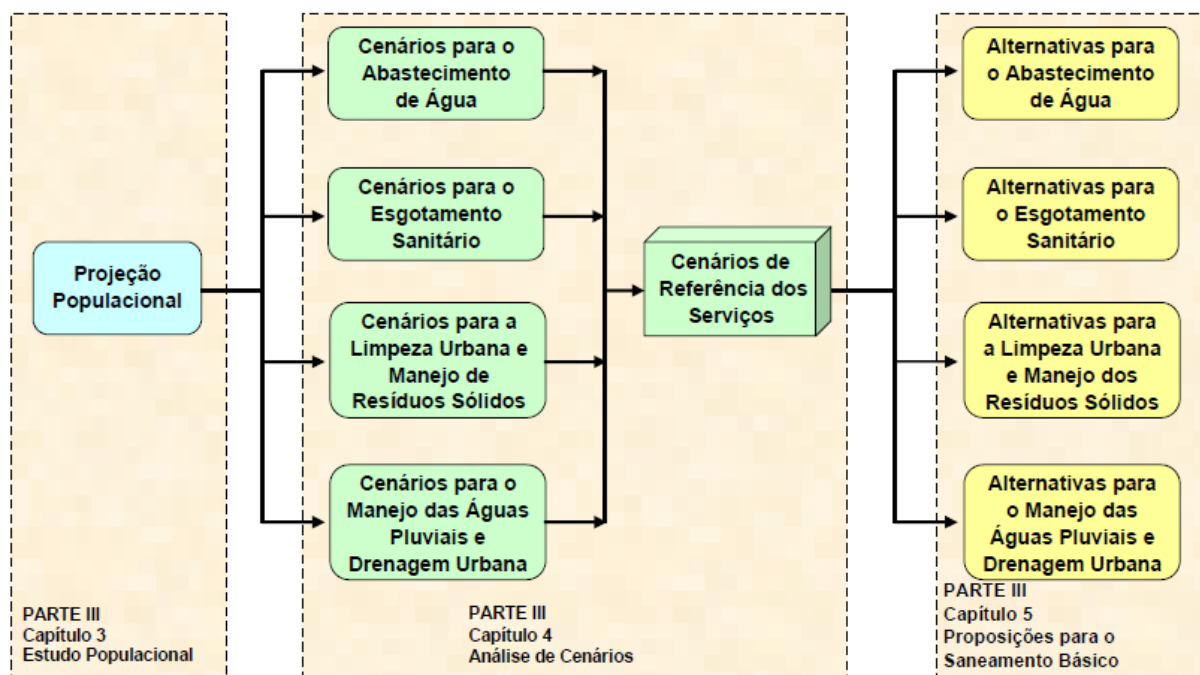 Projeção
Populacional
PARTE III
Capítulo 3
Estudo Populacional
Cenários para o
Abastecimento
de Água
Cenários para o
Esgotamento
Sanitário
Cenários para a
Limpeza Urbana e
Manejo de
Resíduos Sólidos
Cenários para o
Manejo das Águas
Pluviais e
Drenagem Urbana
Cenários de
Referência dos
Serviços
PARTE III
Capítulo 4
Análise de Cenários
Alternativas para
o Abastecimento
de Água
Alternativas para
o Esgotamento
Sanitário
Alternativas para
a Limpeza Urbana
e Manejo dos
Resíduos Sólidos
Alternativas para
o Manejo das
Águas Pluviais e
Drenagem Urbana
PARTE III
Capítulo 5
Proposições para o
Saneamento Básico